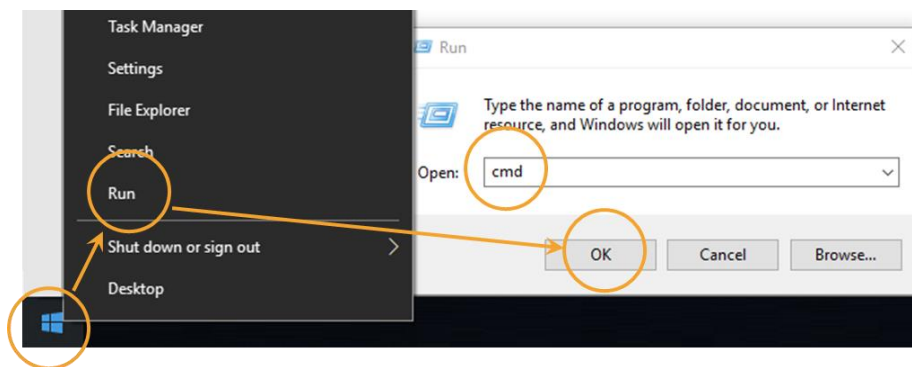 Task Manager
Settings
File Explorer
Search
Run
Shut down or sign out
Desktop
Run
Type the name of a program, folder, document, or Internet
resource, and Windows will open it for you.
Open: cmd
OK Cancel Browse...